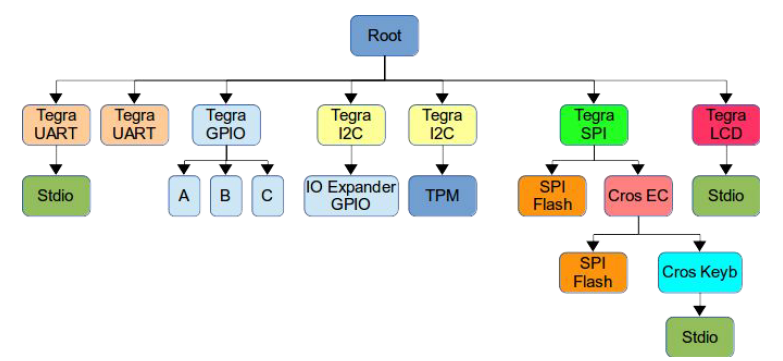 Root
Tegra
UART
Tegra
UART
Tegra
GPIO
Tegra
I2C
Tegra
I2C
Tegra
SPI
Tegra
LCD
Stdio
A
B
C
IO Expander
GPIO
TPM
SPI
Flash
Cros EC
Stdio
SPI
Flash
Cros Keyb
Stdio